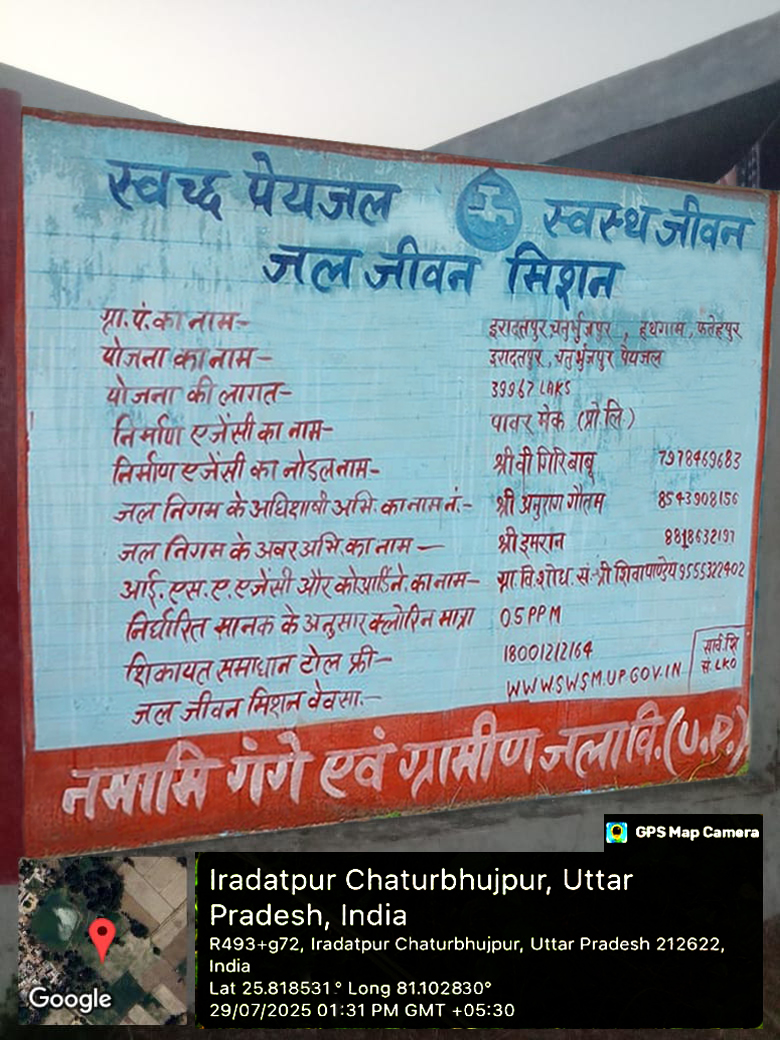 स्वच्छ पेयजल स्वस्थ जीवन
जल जीवन मिशन
ग्रा.पं.का नाम- इरादतपुर चतुर्भुजपुर , हथगाम , फतेहपुर
योजना का नाम- इरादतपुर, चतुर्भुजपुर पेयजल
योजना की लागत- 399.67 LAKS
निर्माण एजेंसी का नाम- पावर मेक (प्रो.लि.)
निर्माण एजेंसी का नोडल नाम- श्री वी गिरि बाबू 7978469683
जल निगम के अधिशाषी अभि. का नाम नं.- श्री अनुराग गौतम 8543908156
जल निगम के अवर अभि. का नाम - श्री इमरान 8818632197
आई.एस.ए. एजेंसी और कोआर्डिने. का नाम- ग्रा.वि.शोध.सं.-श्री शिवा पाण्डेय 9555322402
निर्धारित मानक के अनुसार क्लोरिन मात्रा 0.5 PPM
शिकायत समाधान टोल फ्री- 18001212164
जल जीवन मिशन वेवसा.- WWW.SWSM.UP.GOV.IN
सार्व.शि
सं. LKO
नमामि गंगे एवं ग्रामीण जला वि.(U.P.)
GPS Map Camera
Iradatpur Chaturbhujpur, Uttar
Pradesh, India
R493+g72, Iradatpur Chaturbhujpur, Uttar Pradesh 212622,
India
Lat 25.818531° Long 81.102830°
29/07/2025 01:31 PM GMT +05:30
Google